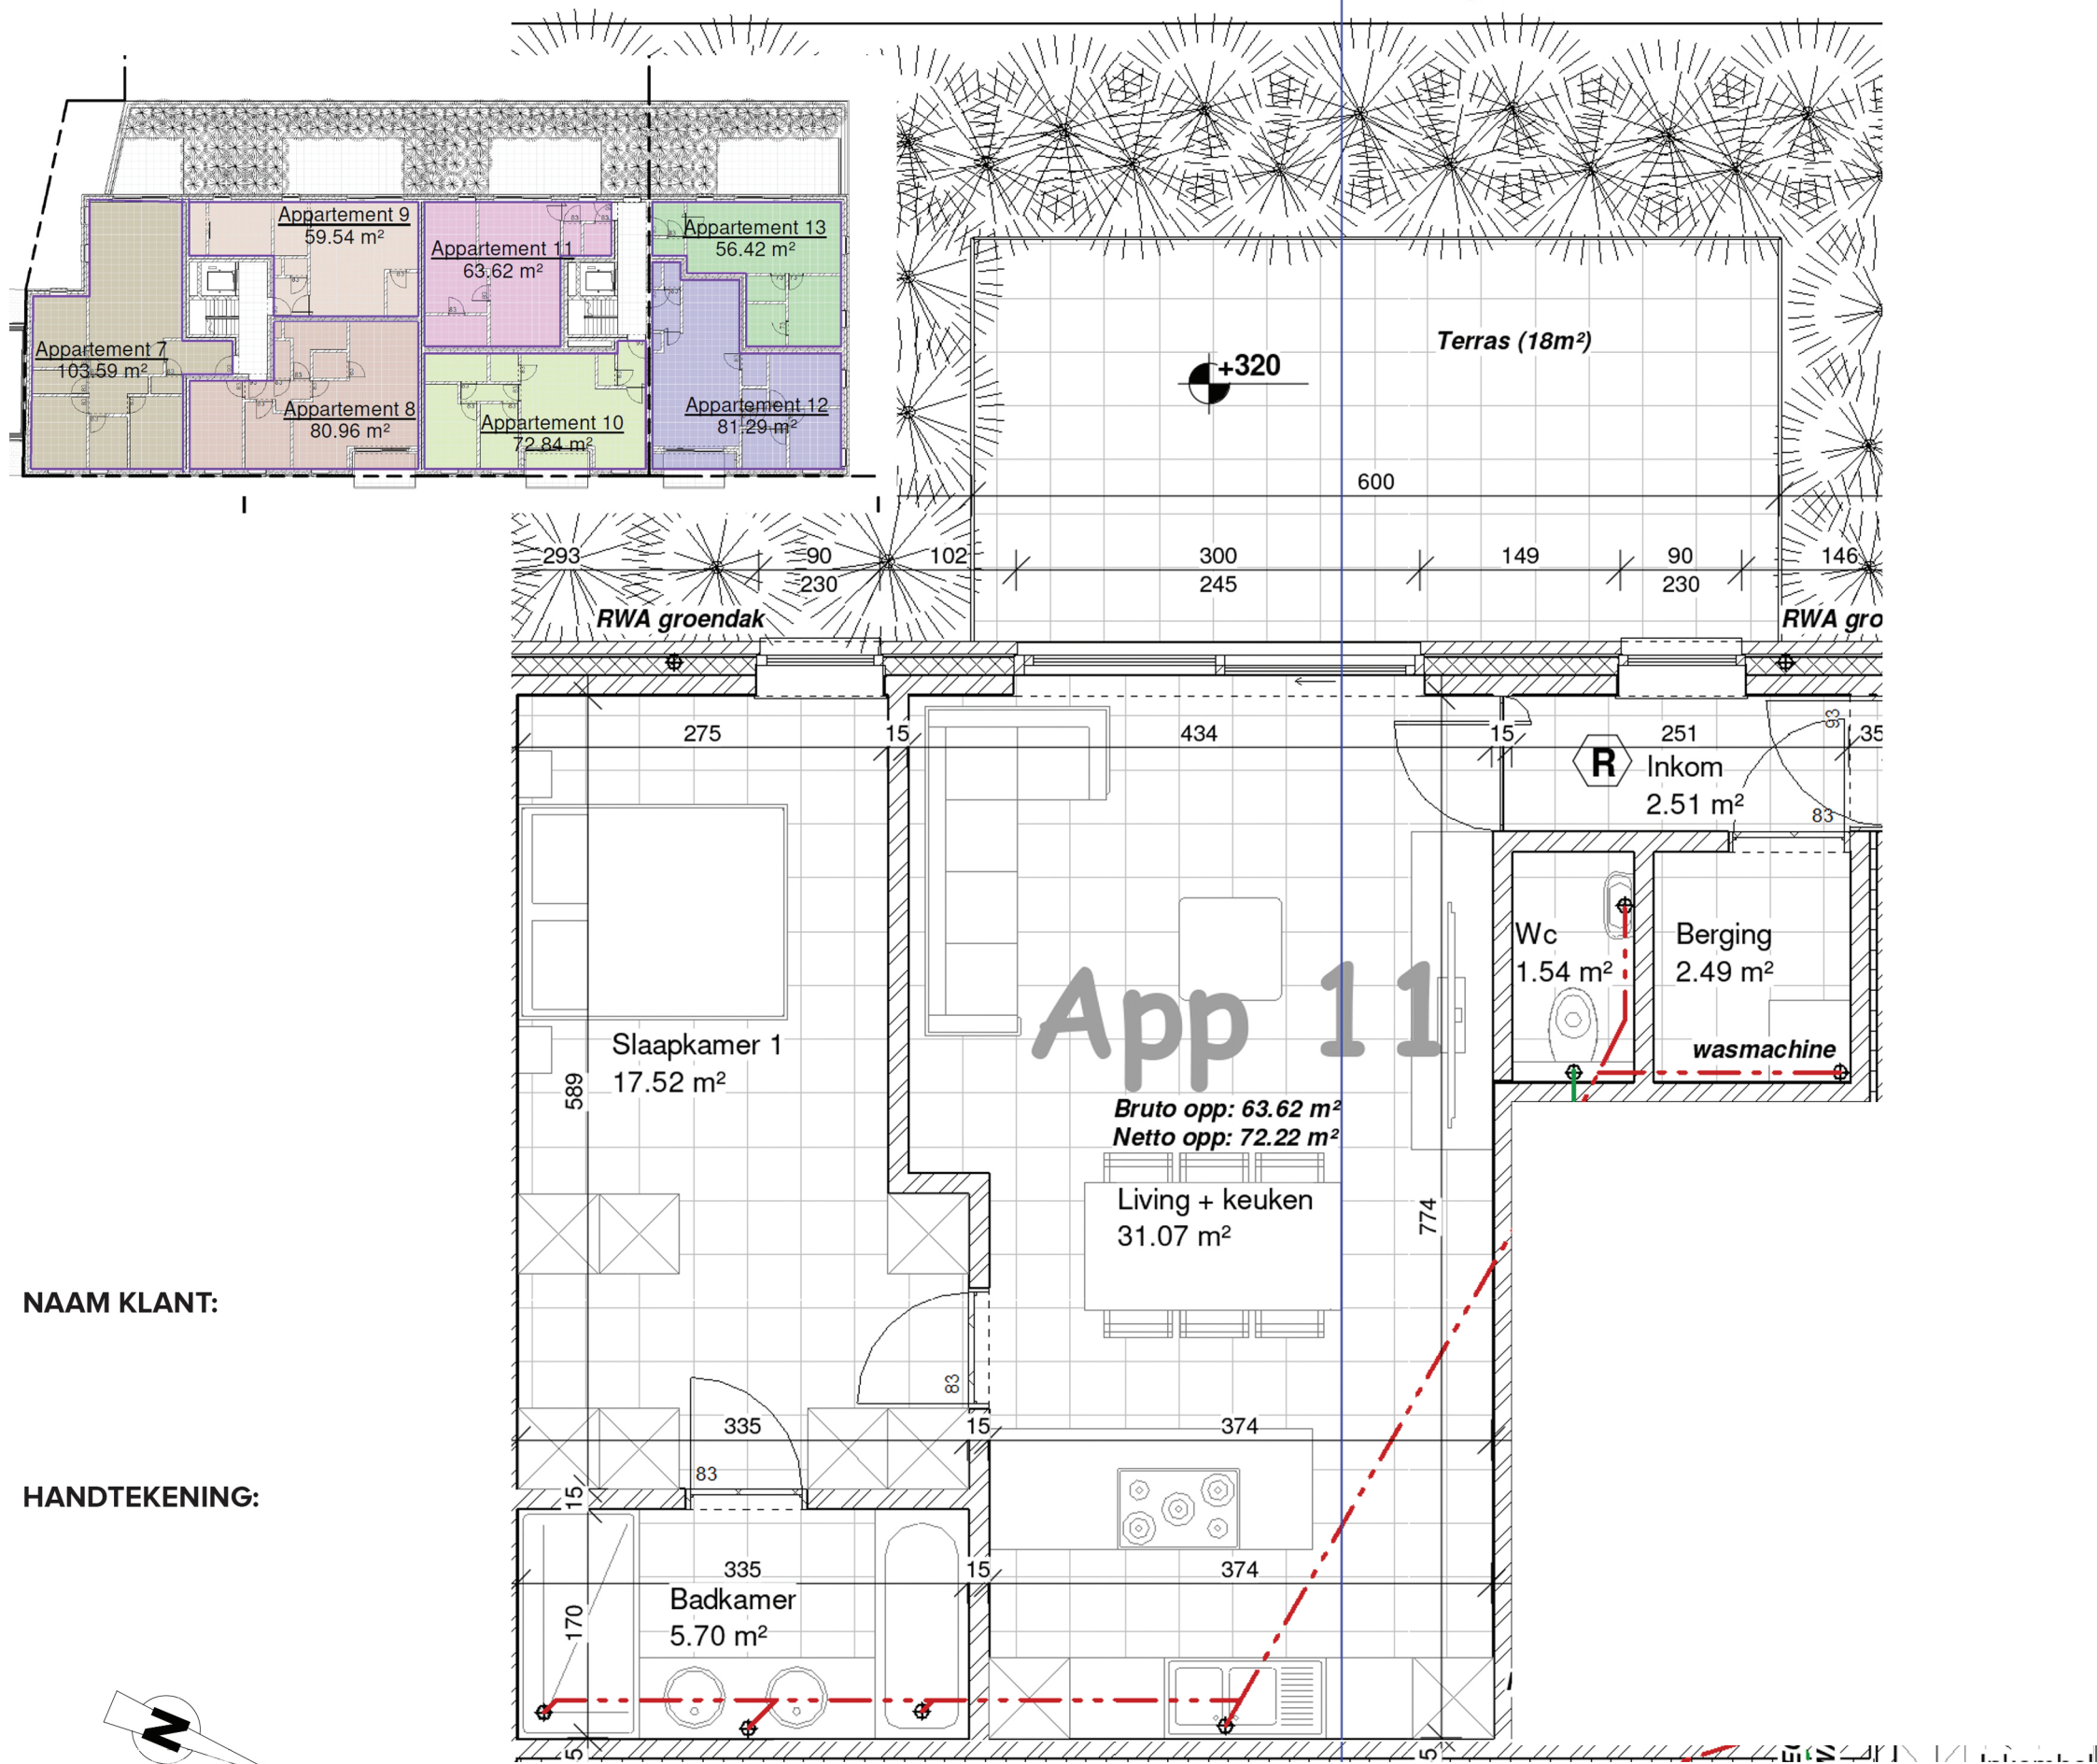 Appartement 9
59.54 m²
Appartement 11
63.62 m²
Appartement 13
56.42 m²
Appartement 7
103.59 m²
Appartement 8
80.96 m²
Appartement 10
72.84 m²
Appartement 12
81.29 m²
Terras (18m²)
+320
600
293 90 102 300 149 90 146
230 245 230
RWA groendak
RWA gro
275 15 434 15 251 35
93
R
Inkom
2.51 m²
83
Wc
1.54 m²
Berging
2.49 m²
wasmachine
App 11
Slaapkamer 1
17.52 m²
589
Bruto opp: 63.62 m²
Netto opp: 72.22 m²
Living + keuken
31.07 m²
774
NAAM KLANT:
83
335 15 374
83
HANDTEKENING:
15
335 15 374
Badkamer
5.70 m²
170
N
5
5